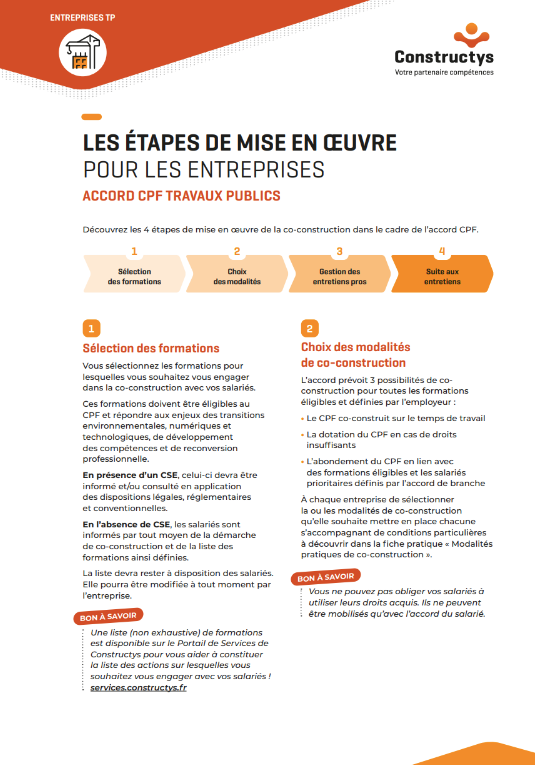 ENTREPRISES TP
Constructys
Votre partenaire compétences
LES ÉTAPES DE MISE EN ŒUVRE
POUR LES ENTREPRISES
ACCORD CPF TRAVAUX PUBLICS
Découvrez les 4 étapes de mise en œuvre de la co-construction dans le cadre de l'accord CPF.
1
Sélection
des formations
2
Choix
des modalités
3
Gestion des
entretiens pros
4
Suite aux
entretiens
1
Sélection des formations
Vous sélectionnez les formations pour
lesquelles vous souhaitez vous engager
dans la co-construction avec vos salariés.
Ces formations doivent être éligibles au
CPF et répondre aux enjeux des transitions
environnementales, numériques et
technologiques, de développement
des compétences et de reconversion
professionnelle.
En présence d'un CSE, celui-ci devra être
informé et/ou consulté en application
des dispositions légales, réglementaires
et conventionnelles.
En l'absence de CSE, les salariés sont
informés par tout moyen de la démarche
de co-construction et de la liste des
formations ainsi définies.
La liste devra rester à disposition des salariés.
Elle pourra être modifiée à tout moment par
l'entreprise.
BON À SAVOIR
Une liste (non exhaustive) de formations
est disponible sur le Portail de Services de
Constructys pour vous aider à constituer
la liste des actions sur lesquelles vous
souhaitez vous engager avec vos salariés !
services.constructys.fr
2
Choix des modalités
de co-construction
L'accord prévoit 3 possibilités de co-
construction pour toutes les formations
éligibles et définies par l'employeur :
• Le CPF co-construit sur le temps de travail
• La dotation du CPF en cas de droits
insuffisants
• L'abondement du CPF en lien avec
des formations éligibles et les salariés
prioritaires définis par l'accord de branche
À chaque entreprise de sélectionner
la ou les modalités de co-construction
qu'elle souhaite mettre en place chacune
s'accompagnant de conditions particulières
à découvrir dans la fiche pratique « Modalités
pratiques de co-construction ».
BON À SAVOIR
Vous ne pouvez pas obliger vos salariés à
utiliser leurs droits acquis. Ils ne peuvent
être mobilisés qu'avec l'accord du salarié.